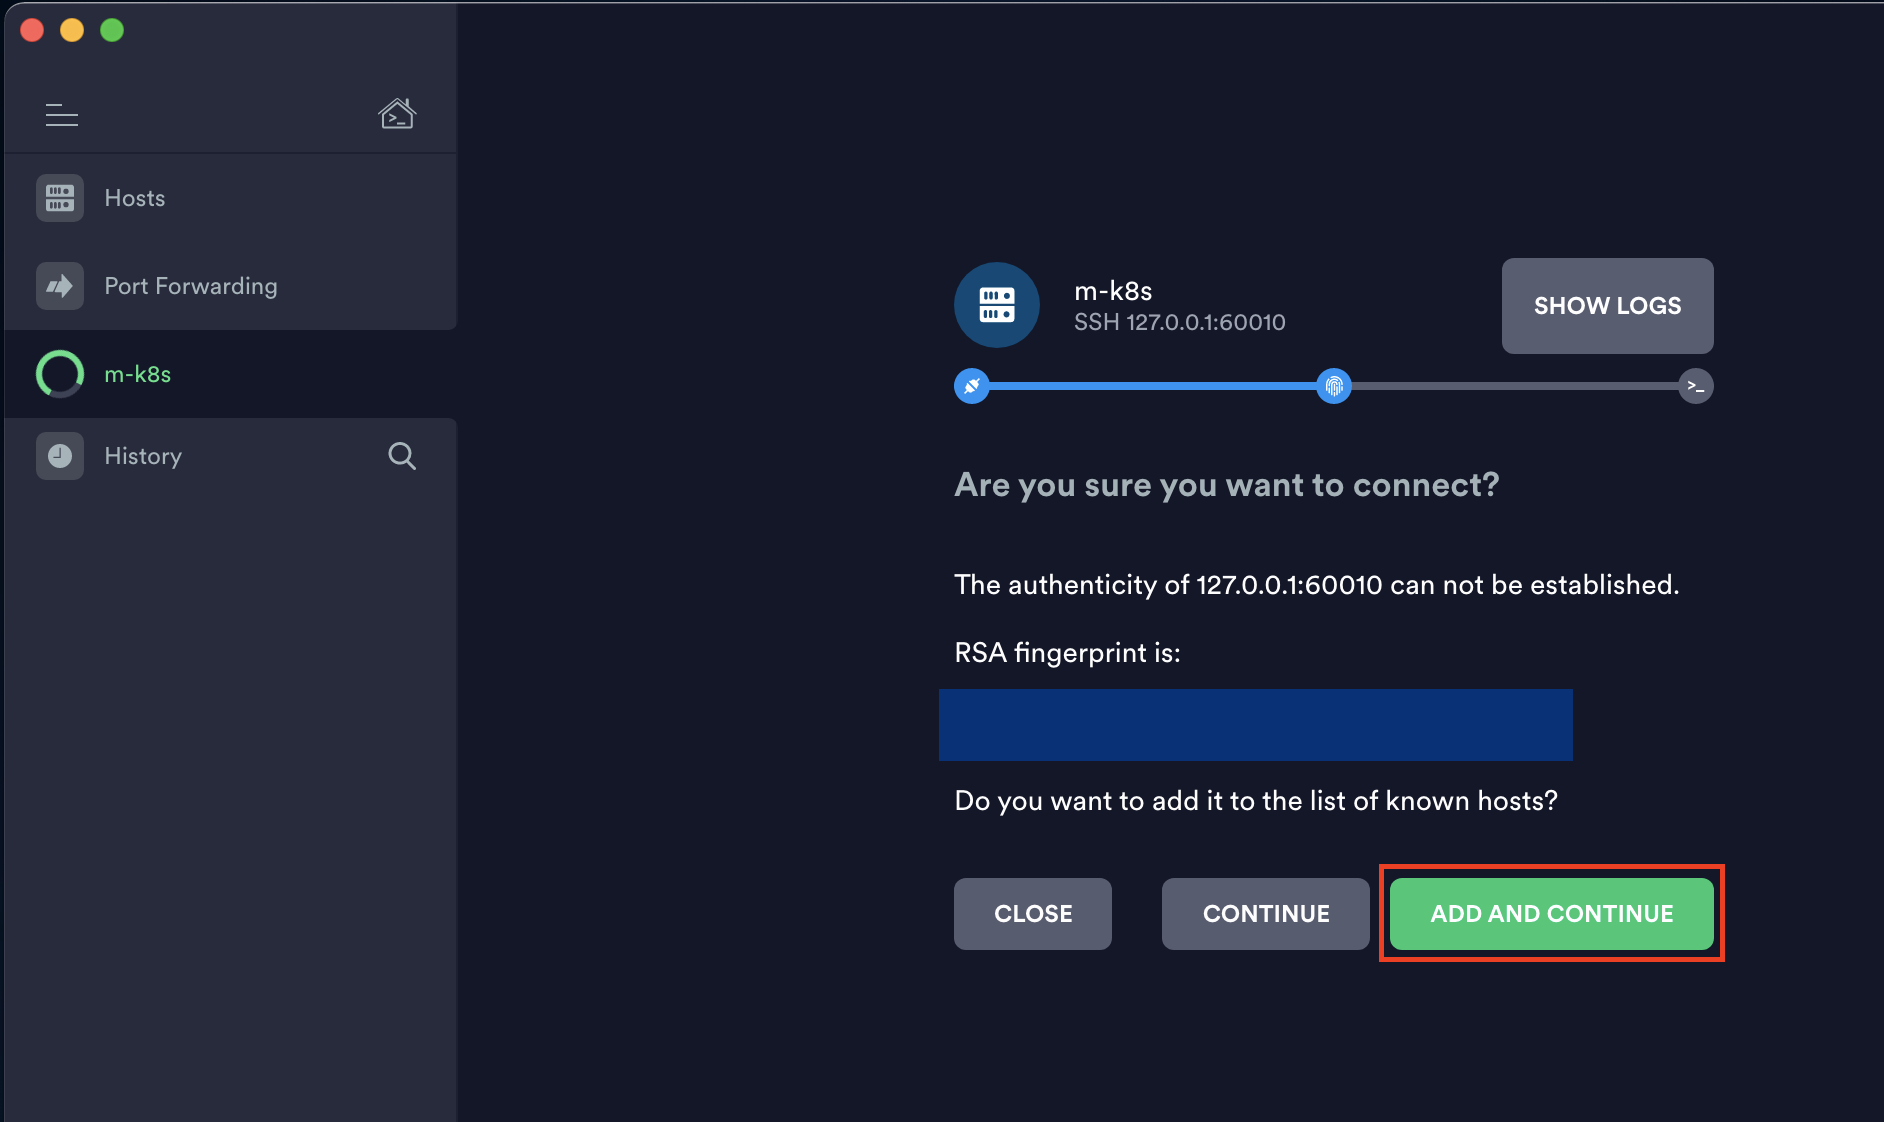 Hosts
Port Forwarding
m-k8s
History
m-k8s
SSH 127.0.0.1:60010
SHOW LOGS
Are you sure you want to connect?
The authenticity of 127.0.0.1:60010 can not be established.
RSA fingerprint is:
Do you want to add it to the list of known hosts?
CLOSE
CONTINUE
ADD AND CONTINUE